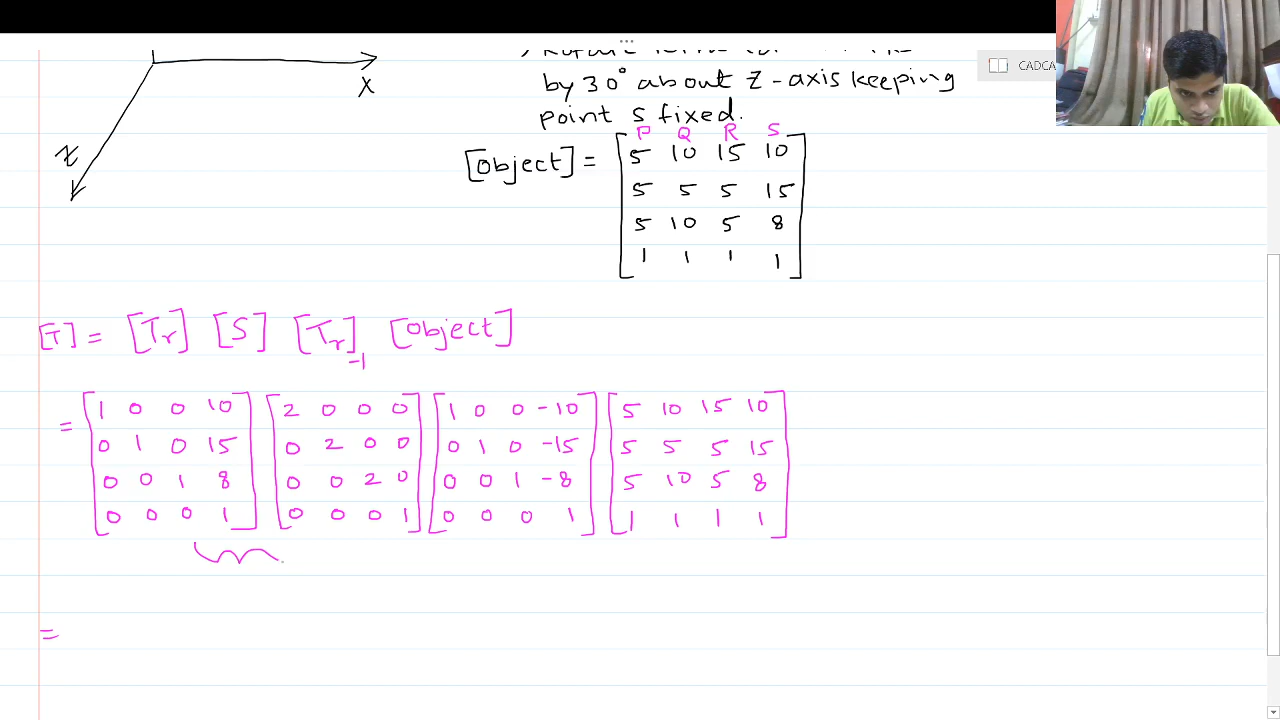 X
Z
CADCA
by 30° about Z-axis keeping
point S fixed.
P Q R S
[Object] = [5 10 15 10
5 5 5 15
5 10 5 8
1 1 1 1]
[T] = [Tr] [S] [Tr]-1 [Object]
= [1 0 0 10 [2 0 0 0 [1 0 0 -10 [5 10 15 10
0 1 0 15 0 2 0 0 0 1 0 -15 5 5 5 15
0 0 1 8 0 0 2 0 0 0 1 -8 5 10 5 8
0 0 0 1] 0 0 0 1] 0 0 0 1] 1 1 1 1]
=